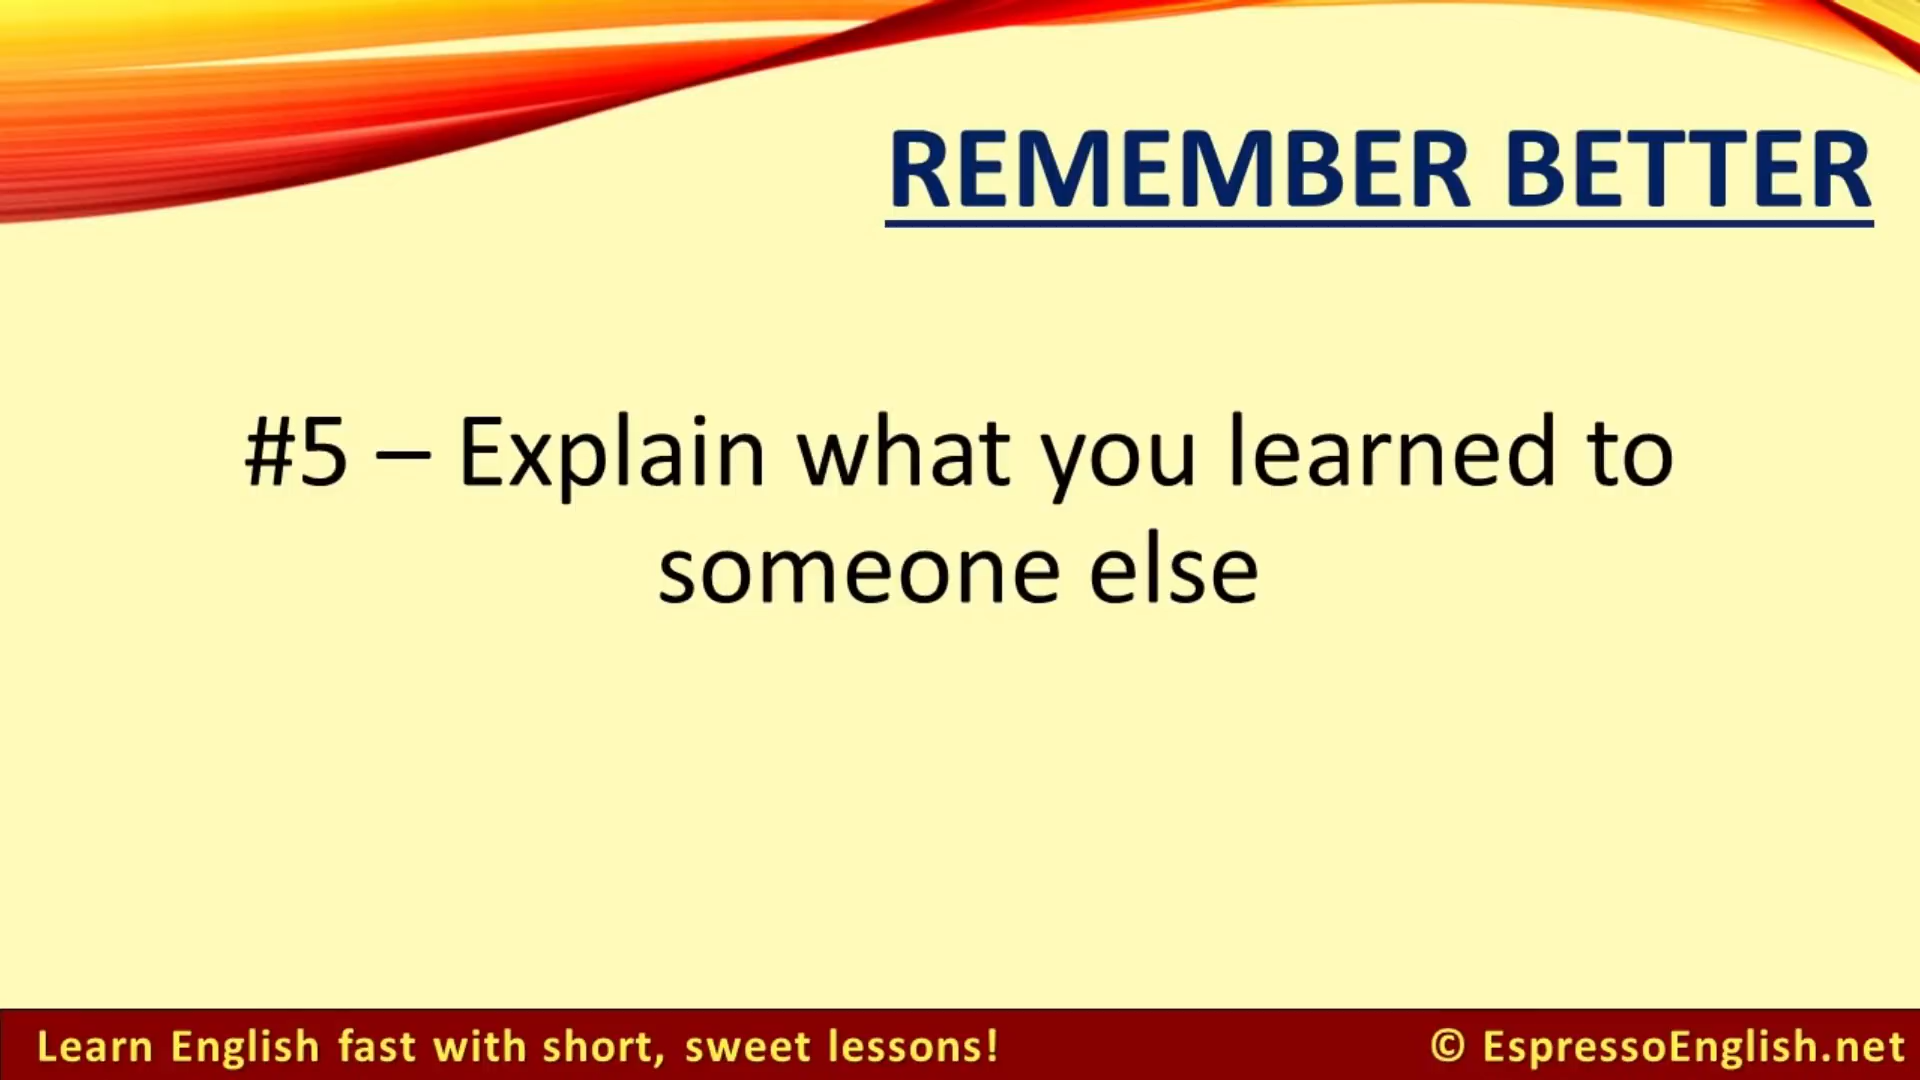 REMEMBER BETTER
#5 – Explain what you learned to
someone else
Learn English fast with short, sweet lessons!
© EspressoEnglish.net